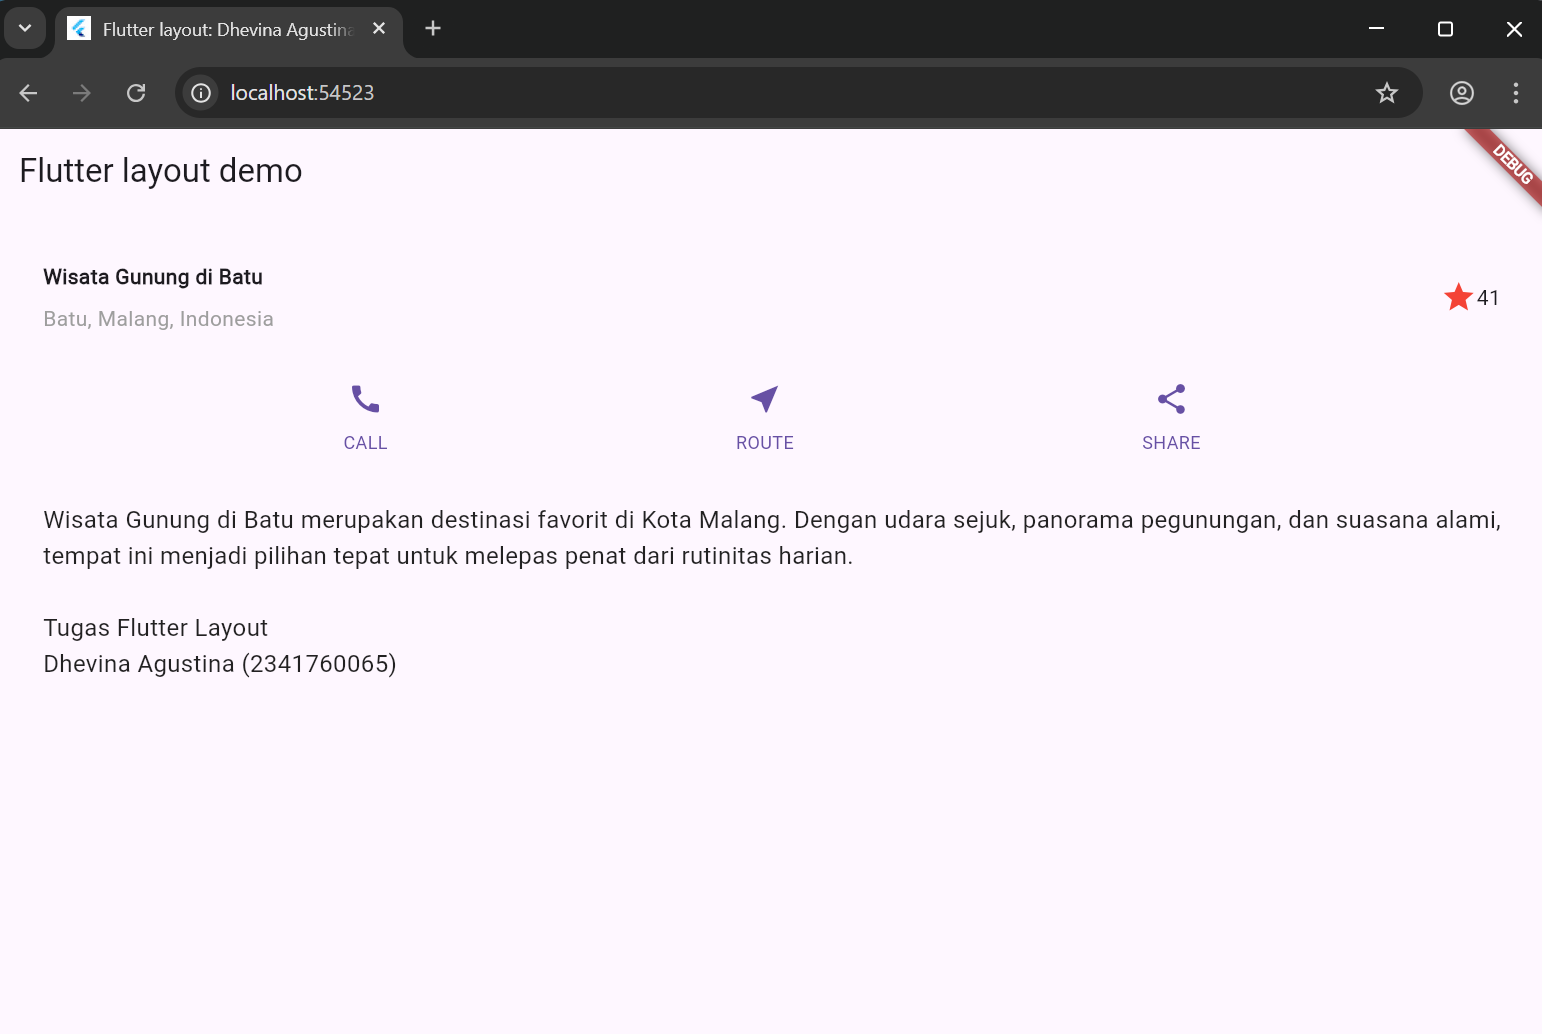 Flutter layout: Dhevina Agustina
localhost:54523
Flutter layout demo
DEBUG
Wisata Gunung di Batu
Batu, Malang, Indonesia
41
CALL
ROUTE
SHARE
Wisata Gunung di Batu merupakan destinasi favorit di Kota Malang. Dengan udara sejuk, panorama pegunungan, dan suasana alami,
tempat ini menjadi pilihan tepat untuk melepas penat dari rutinitas harian.
Tugas Flutter Layout
Dhevina Agustina (2341760065)